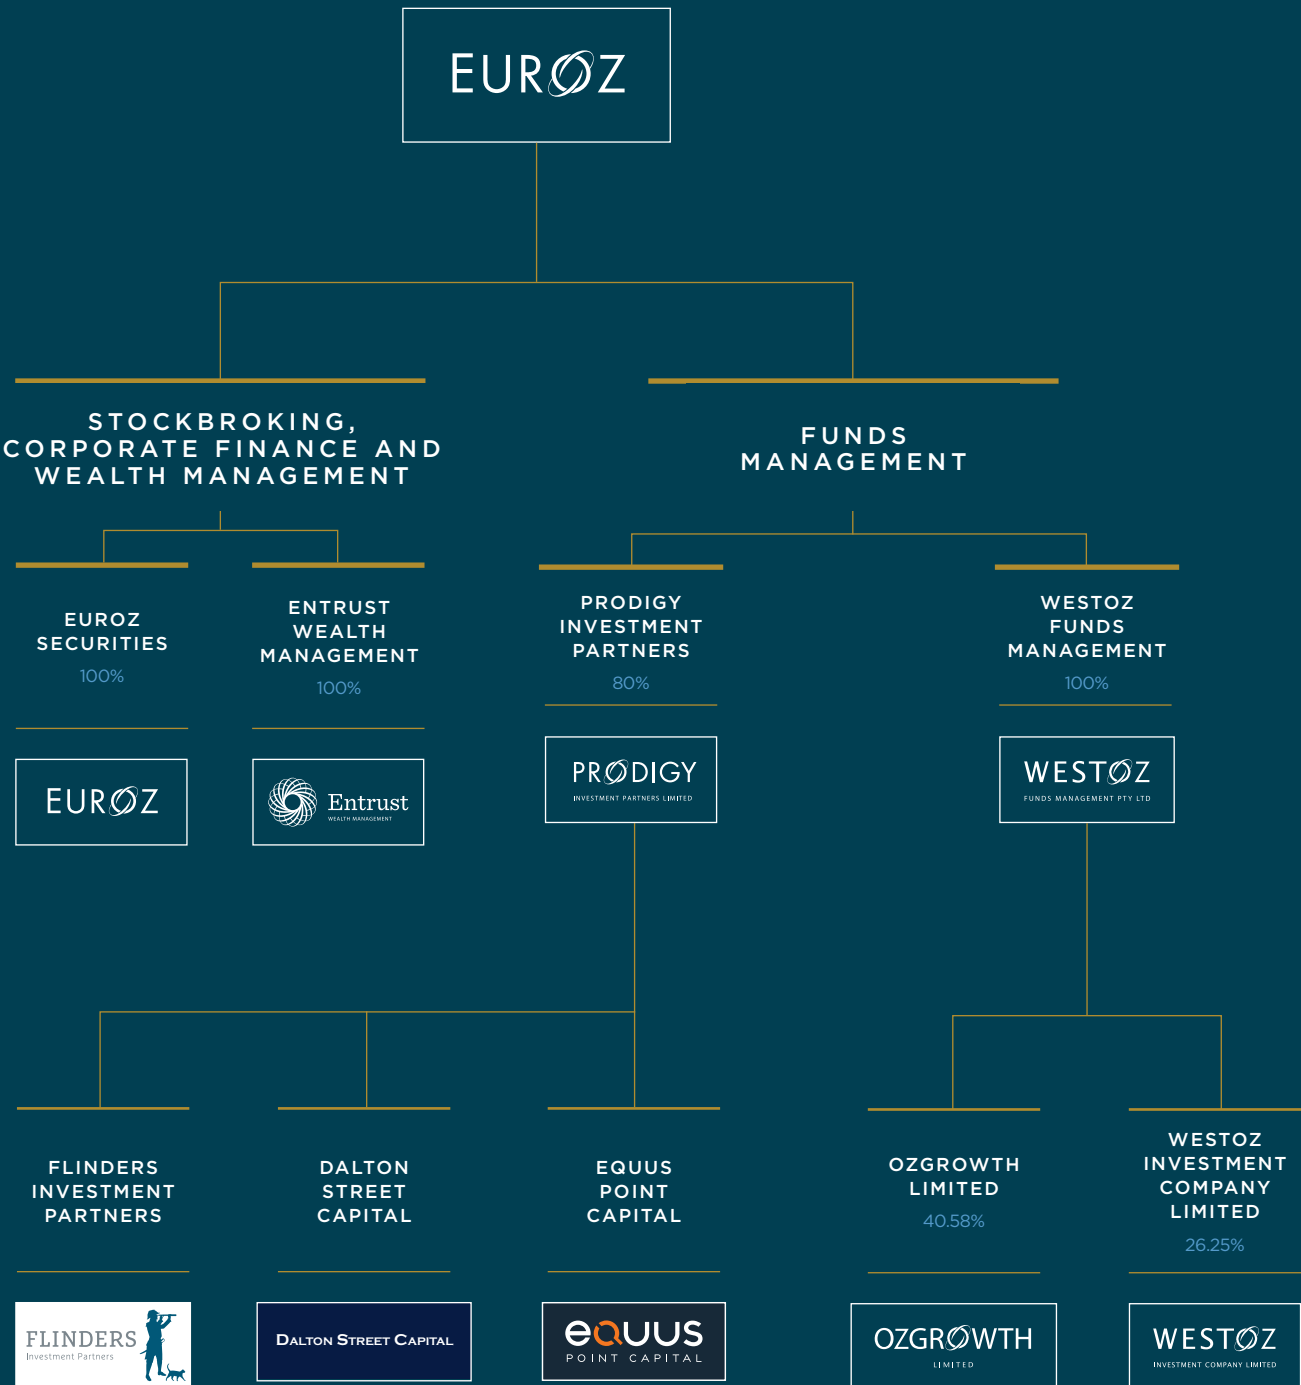 EUROZ
STOCKBROKING,
CORPORATE FINANCE AND
WEALTH MANAGEMENT
FUNDS
MANAGEMENT
EUROZ
SECURITIES
100%
EUROZ
ENTRUST
WEALTH
MANAGEMENT
100%
Entrust
WEALTH MANAGEMENT
PRODIGY
INVESTMENT
PARTNERS
80%
PRODIGY
INVESTMENT PARTNERS LIMITED
WESTOZ
FUNDS
MANAGEMENT
100%
WESTOZ
FUNDS MANAGEMENT PTY LTD
FLINDERS
INVESTMENT
PARTNERS
FLINDERS
Investment Partners
DALTON
STREET
CAPITAL
DALTON STREET CAPITAL
EQUUS
POINT
CAPITAL
eQUUS
POINT CAPITAL
OZGROWTH
LIMITED
40.58%
OZGROWTH
LIMITED
WESTOZ
INVESTMENT
COMPANY
LIMITED
26.25%
WESTOZ
INVESTMENT COMPANY LIMITED